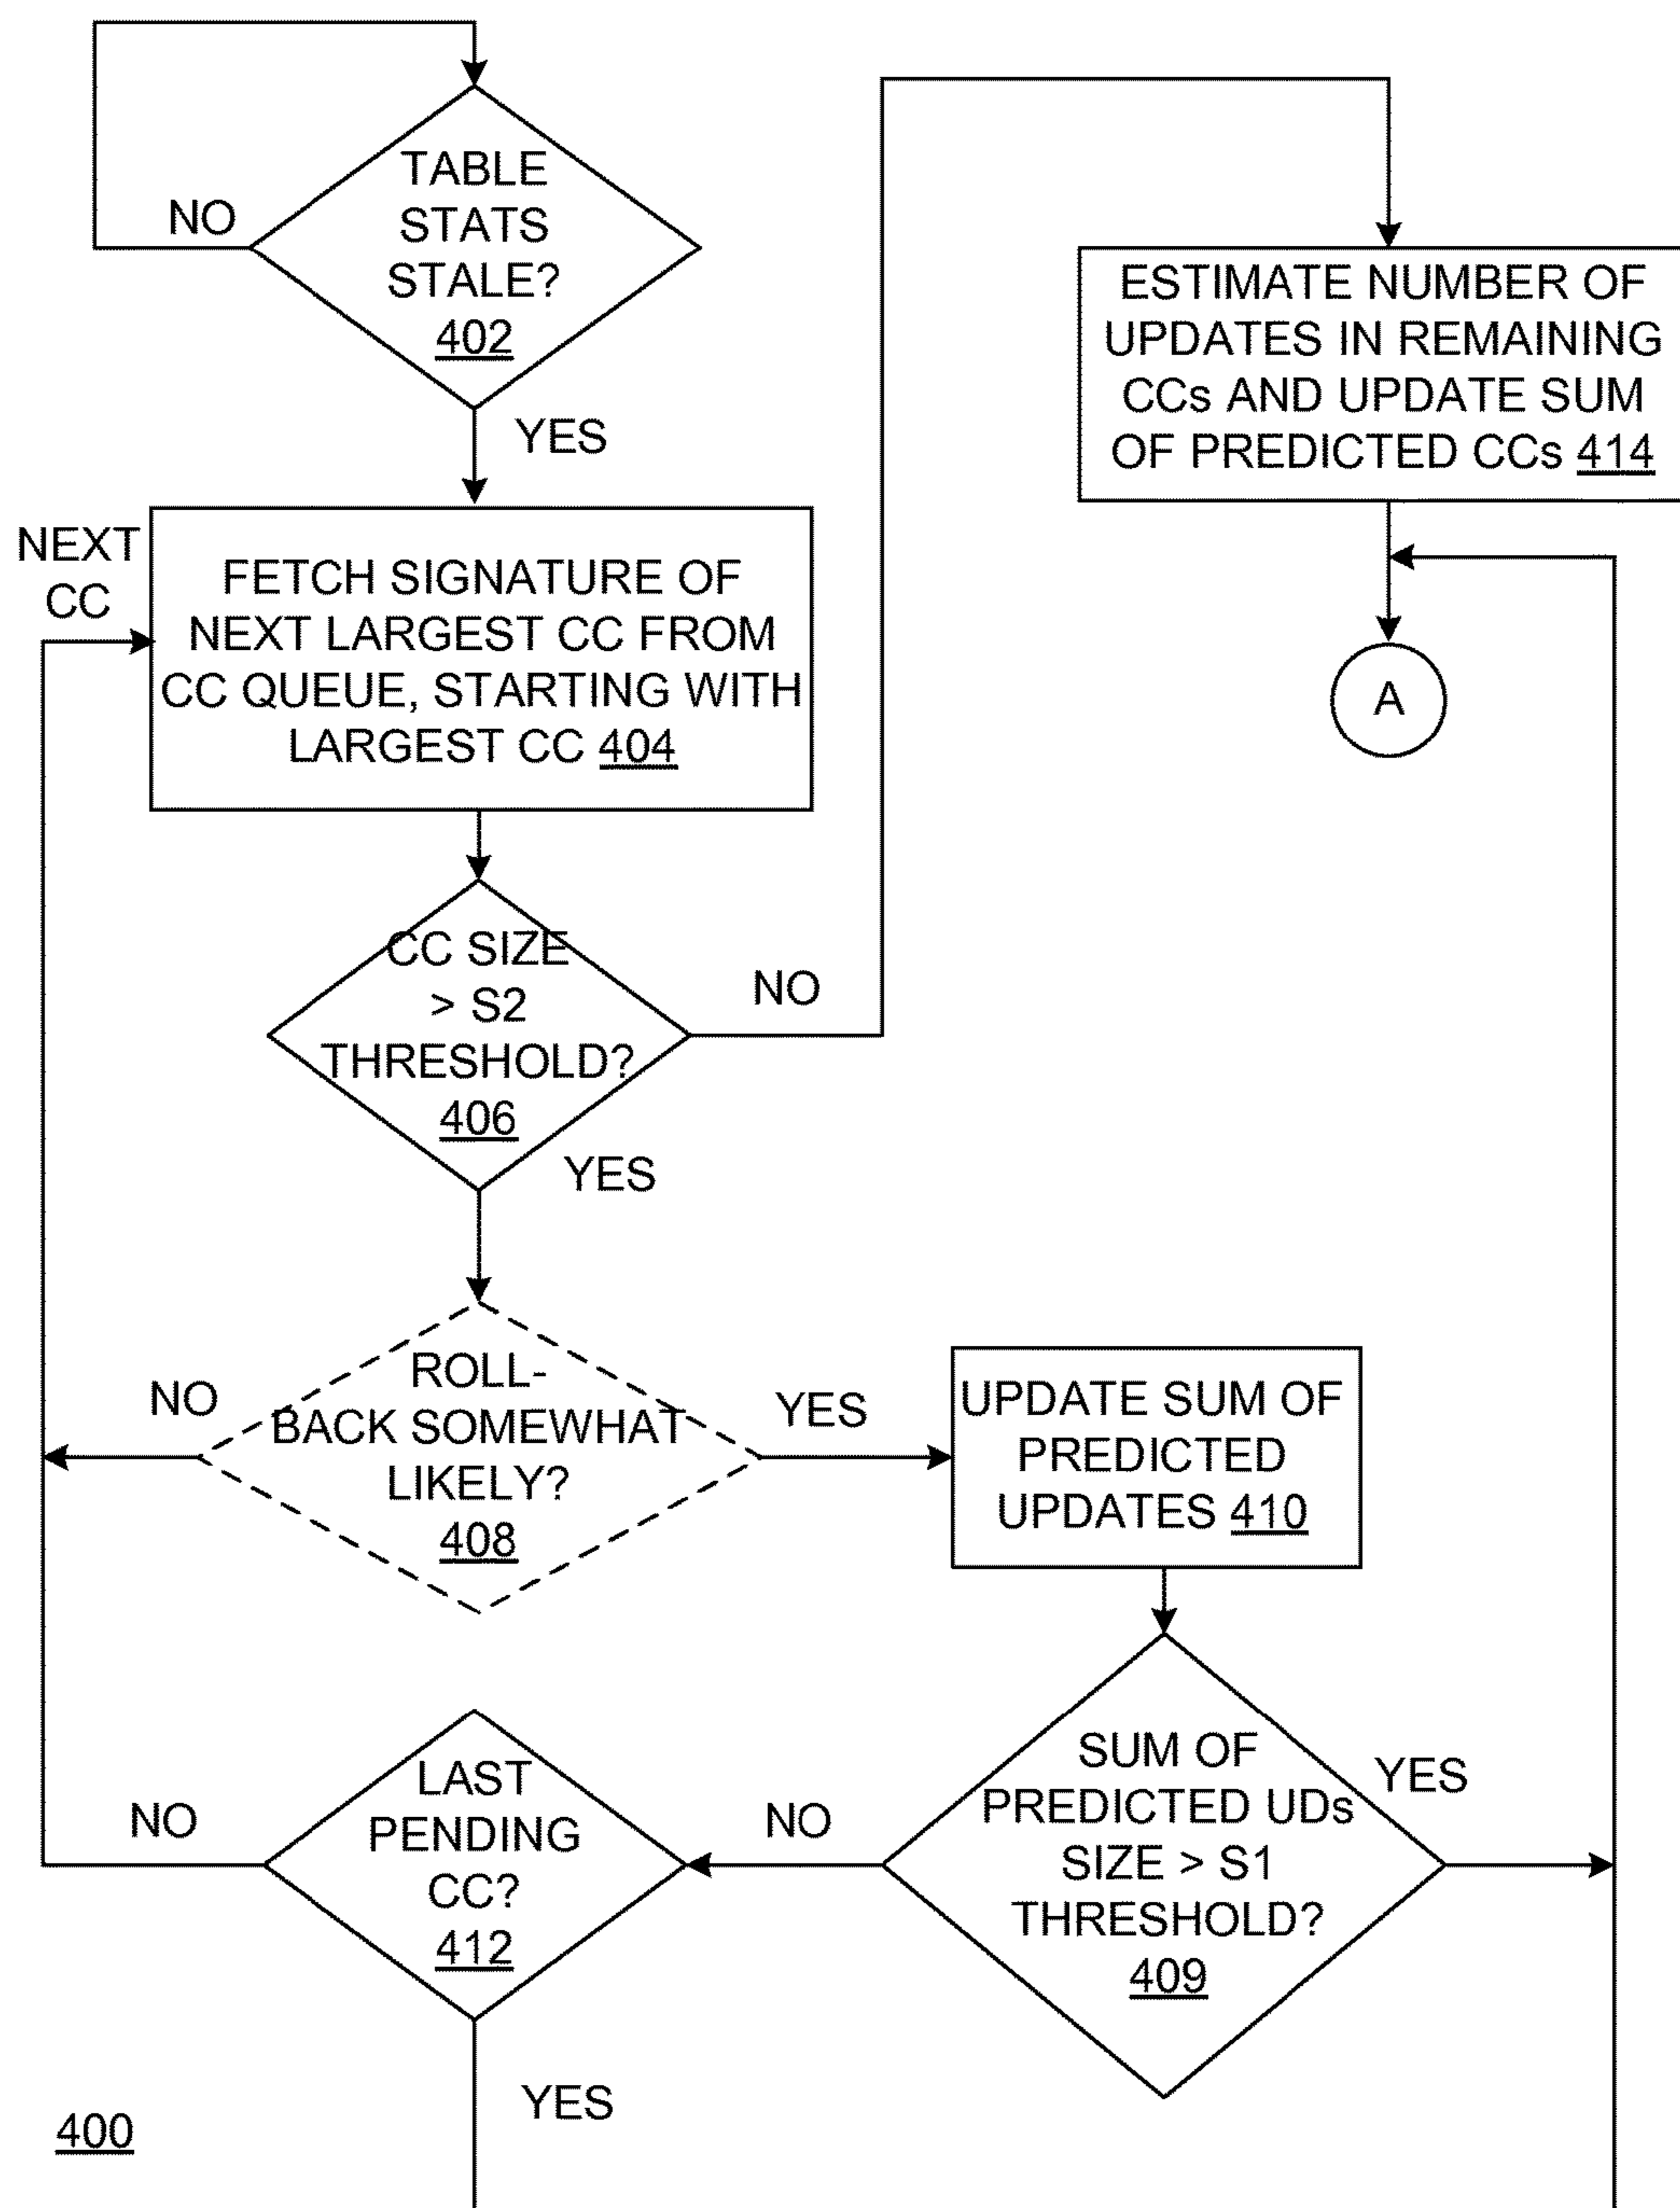 TABLE
STATS
STALE?
402
NO
YES
NEXT
CC
FETCH SIGNATURE OF
NEXT LARGEST CC FROM
CC QUEUE, STARTING WITH
LARGEST CC 404
CC SIZE
> S2
THRESHOLD?
406
NO
YES
ESTIMATE NUMBER OF
UPDATES IN REMAINING
CCs AND UPDATE SUM
OF PREDICTED CCs 414
A
ROLL-
BACK SOMEWHAT
LIKELY?
408
NO
YES
UPDATE SUM OF
PREDICTED
UPDATES 410
SUM OF
PREDICTED UDs
SIZE > S1
THRESHOLD?
409
YES
NO
LAST
PENDING
CC?
412
NO
YES
400